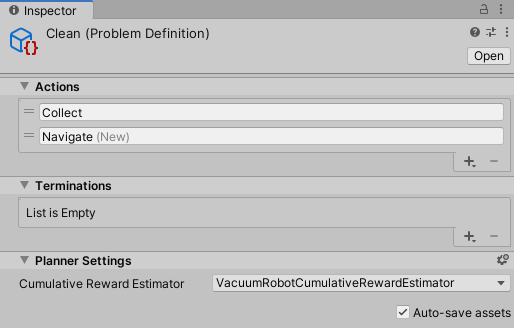 Inspector
Clean (Problem Definition)
Open
Actions
Collect
Navigate (New)
Terminations
List is Empty
Planner Settings
Cumulative Reward Estimator VacuumRobotCumulativeRewardEstimator
Auto-save assets